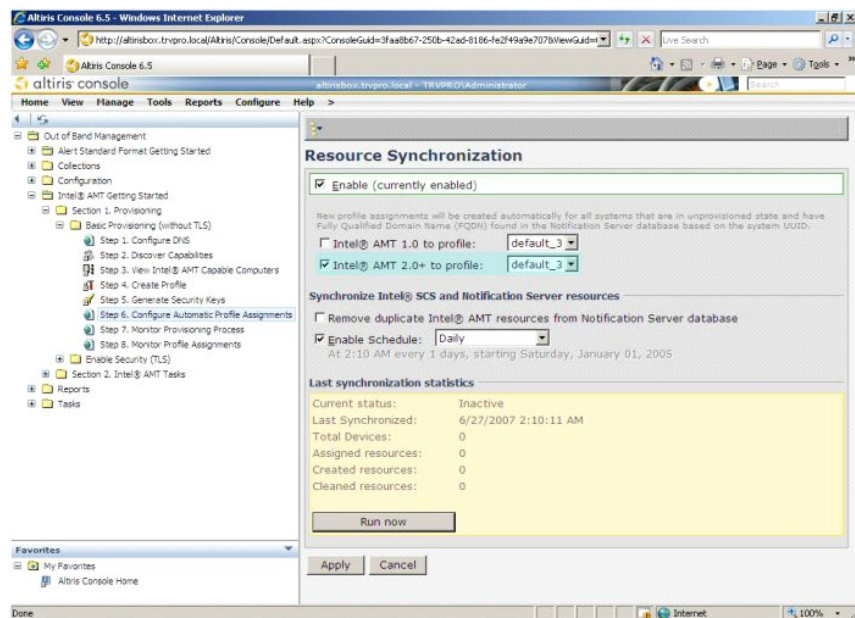 Altiris Console 6.5 - Windows Internet Explorer
http://altirisbox.trvpro.local/Altiris/Console/Default.aspx?ConsoleGuid=3faa8b67-250b-42ad-8186-fe2f49a9e707&ViewGuid=
Live Search
Altiris Console 6.5
Page
Tools
altiris console
altirisbox.trvpro.local - TRVPRO\Administrator
Search
Home View Manage Tools Reports Configure Help >
Out of Band Management
Alert Standard Format Getting Started
Collections
Configuration
Intel® AMT Getting Started
Section 1. Provisioning
Basic Provisioning (without TLS)
Step 1. Configure DNS
Step 2. Discover Capabilities
Step 3. View Intel® AMT Capable Computers
Step 4. Create Profile
Step 5. Generate Security Keys
Step 6. Configure Automatic Profile Assignments
Step 7. Monitor Provisioning Process
Step 8. Monitor Profile Assignments
Enable Security (TLS)
Section 2. Intel® AMT Tasks
Reports
Tasks
Favorites
My Favorites
Altiris Console Home
Resource Synchronization
Enable (currently enabled)
New profile assignments will be created automatically for all systems that are in unprovisioned state and have
Fully Qualified Domain Name (FQDN) found in the Notification Server database based on the system UUID.
Intel® AMT 1.0 to profile: default_3
Intel® AMT 2.0+ to profile: default_3
Synchronize Intel® SCS and Notification Server resources
Remove duplicate Intel® AMT resources from Notification Server database
Enable Schedule: Daily
At 2:10 AM every 1 days, starting Saturday, January 01, 2005
Last synchronization statistics
Current status: Inactive
Last Synchronized: 6/27/2007 2:10:11 AM
Total Devices: 0
Assigned resources: 0
Created resources: 0
Cleaned resources: 0
Run now
Apply Cancel
Done
Internet
100%